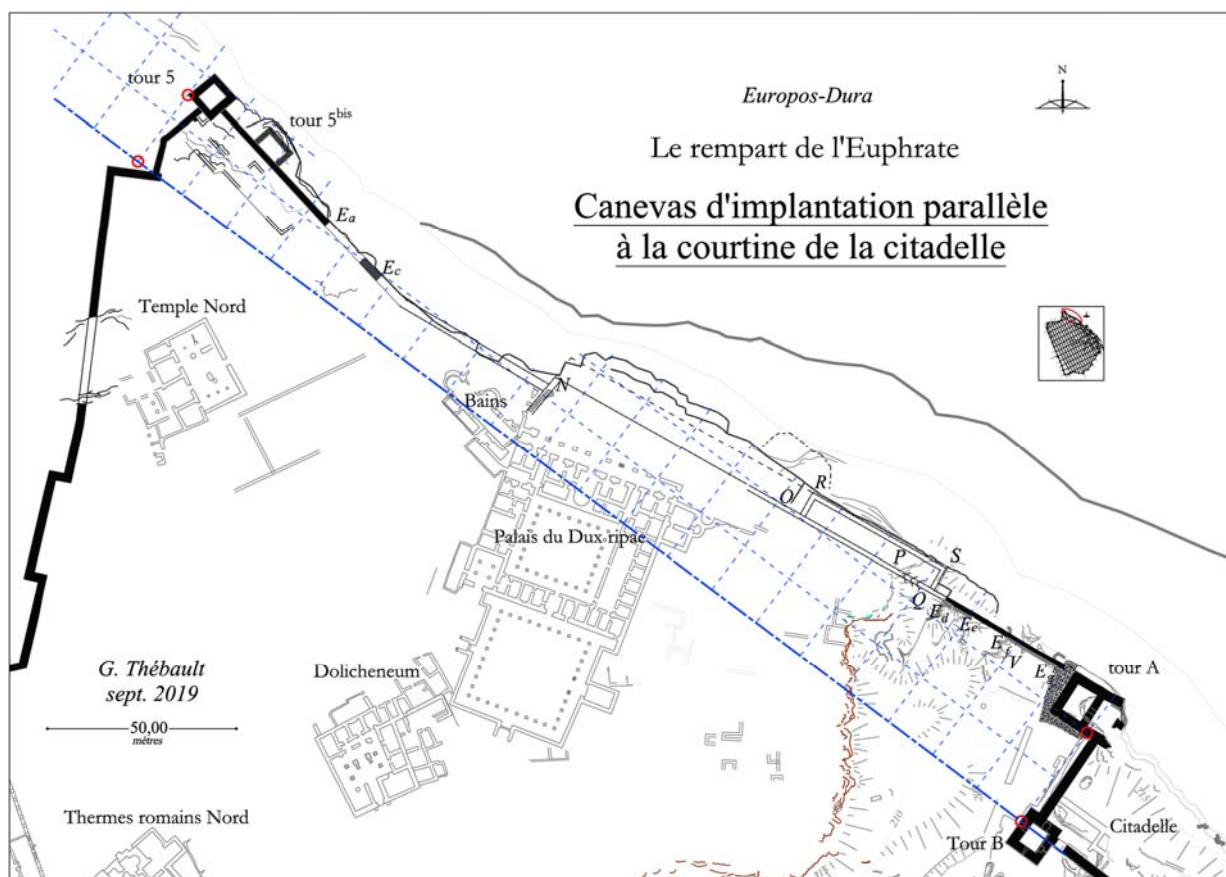 Europos-Dura
N
Le rempart de l'Euphrate
Canevas d'implantation parallèle
à la courtine de la citadelle
tour 5
tour 5bis
Ea
Ec
Temple Nord
Bains
N
O
R
Palais du Dux ripae
P
S
Q
Ed
Ee
Ef
V
E
tour A
Dolicheneum
G. Thébault
sept. 2019
50,00
mètres
Thermes romains Nord
Tour B
Citadelle